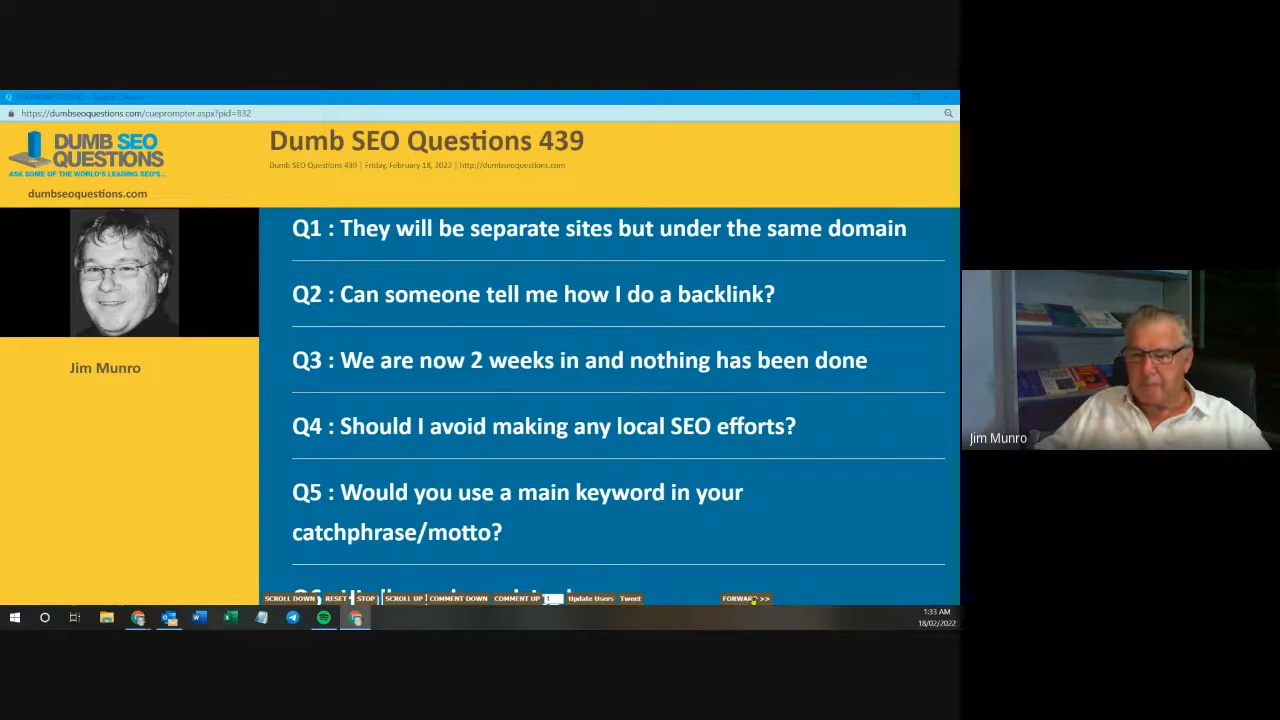 https://dumbseoquestions.com/cueprompter.aspx?pid=832
DUMB SEO
QUESTIONS
ASK SOME OF THE WORLD'S LEADING SEO'S...
dumbseoquestions.com
Dumb SEO Questions 439
Dumb SEO Questions 439 | Friday, February 18, 2022 | http://dumbseoquestions.com
Jim Munro
Q1 : They will be separate sites but under the same domain
Q2 : Can someone tell me how I do a backlink?
Q3 : We are now 2 weeks in and nothing has been done
Q4 : Should I avoid making any local SEO efforts?
Q5 : Would you use a main keyword in your
catchphrase/motto?
SCROLL DOWN RESET STOP SCROLL UP COMMENT DOWN COMMENT UP 1 Update Users Tweet FORWARD >>
1:33 AM
18/02/2022
Jim Munro